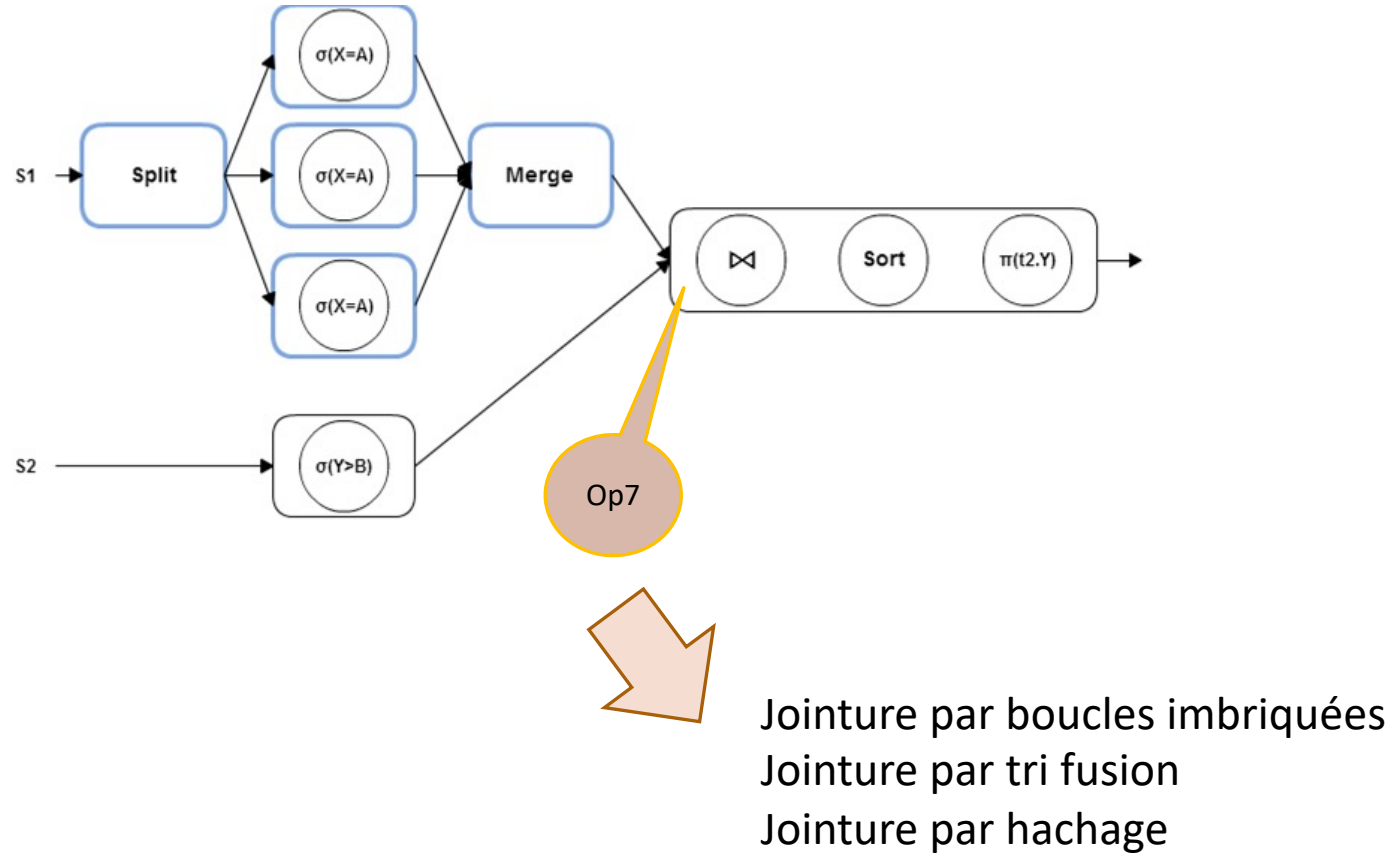 σ(X=A)
S1
Split
σ(X=A)
Merge
σ(X=A)
⋈
Sort
π(t2.Y)
S2
σ(Y>B)
Op7
Jointure par boucles imbriquées
Jointure par tri fusion
Jointure par hachage